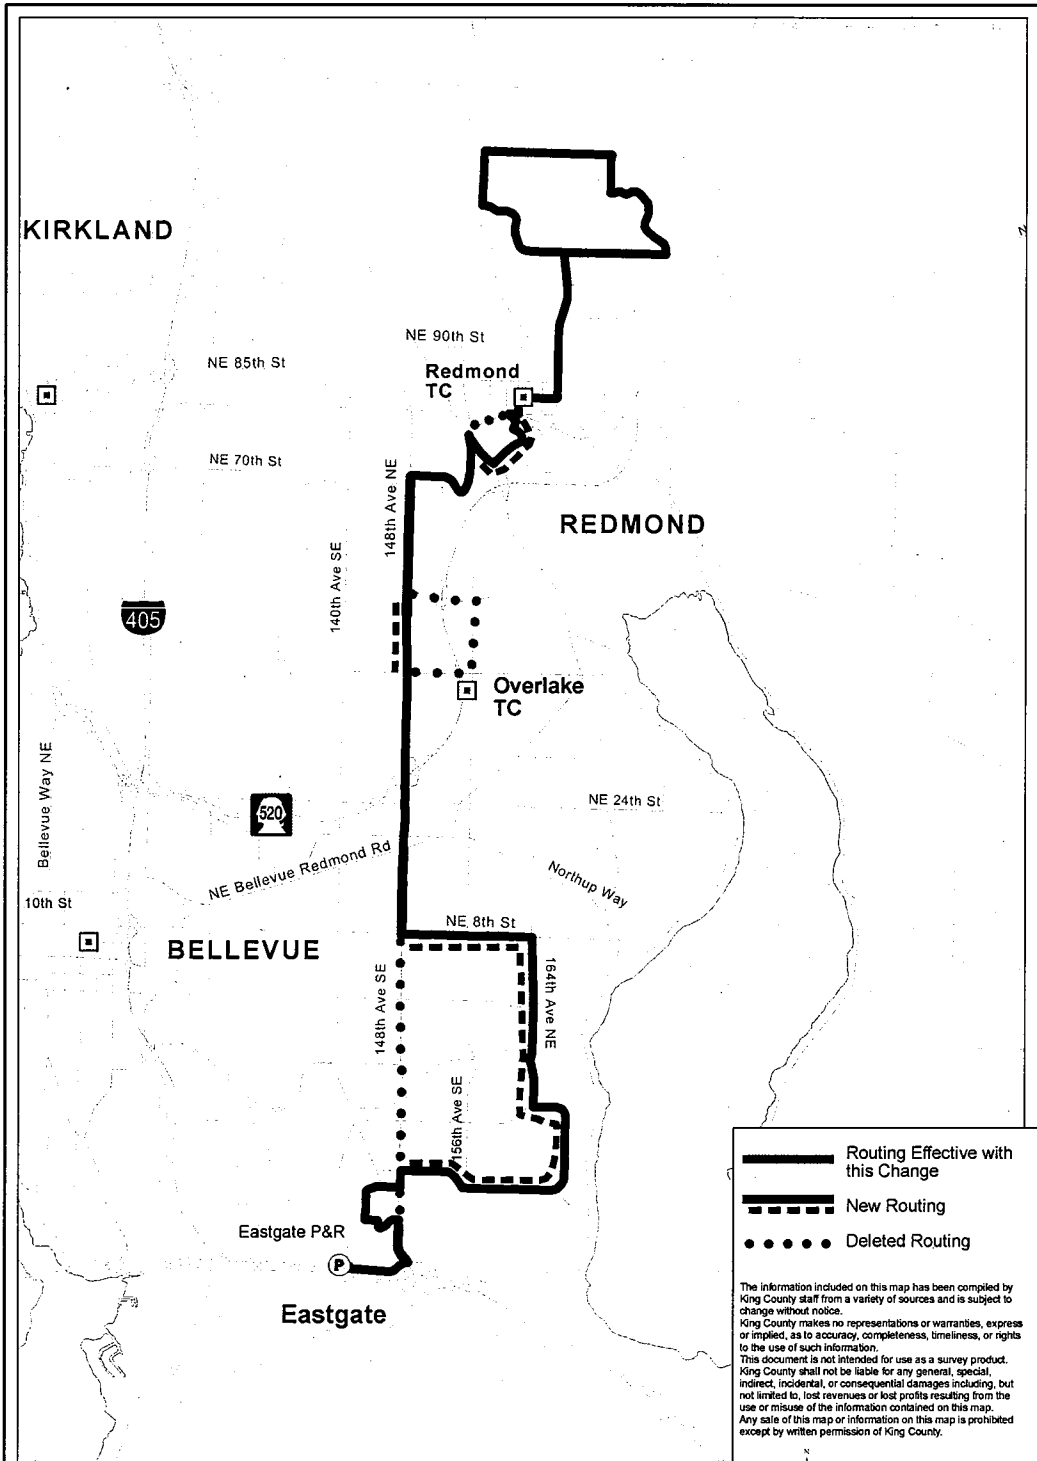 KIRKLAND
NE 90th St
NE 85th St
Redmond
TC
NE 70th St
148th Ave NE
REDMOND
140th Ave SE
405
Overlake
TC
Bellevue Way NE
NE 24th St
520
NE Bellevue Redmond Rd
Northup Way
10th St
NE 8th St
BELLEVUE
148th Ave SE
164th Ave NE
156th Ave SE
Eastgate P&R
P
Eastgate
Routing Effective with
this Change
New Routing
Deleted Routing
The information included on this map has been compiled by
King County staff from a variety of sources and is subject to
change without notice.
King County makes no representations or warranties, express
or implied, as to accuracy, completeness, timeliness, or rights
to the use of such information.
This document is not intended for use as a survey product.
King County shall not be liable for any general, special,
indirect, incidental, or consequential damages including, but
not limited to, lost revenues or lost profits resulting from the
use or misuse of the information contained on this map.
Any sale of this map or information on this map is prohibited
except by written permission of King County.
N